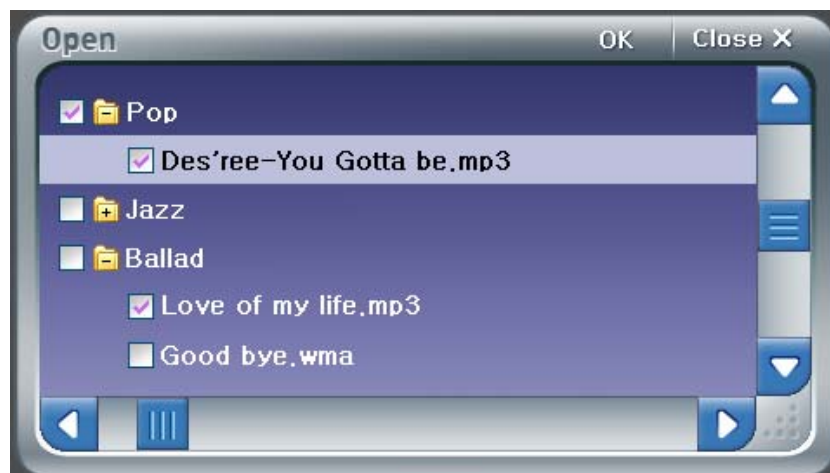 Open OK Close X
Pop
Des'ree-You Gotta be.mp3
Jazz
Ballad
Love of my life.mp3
Good bye.wma